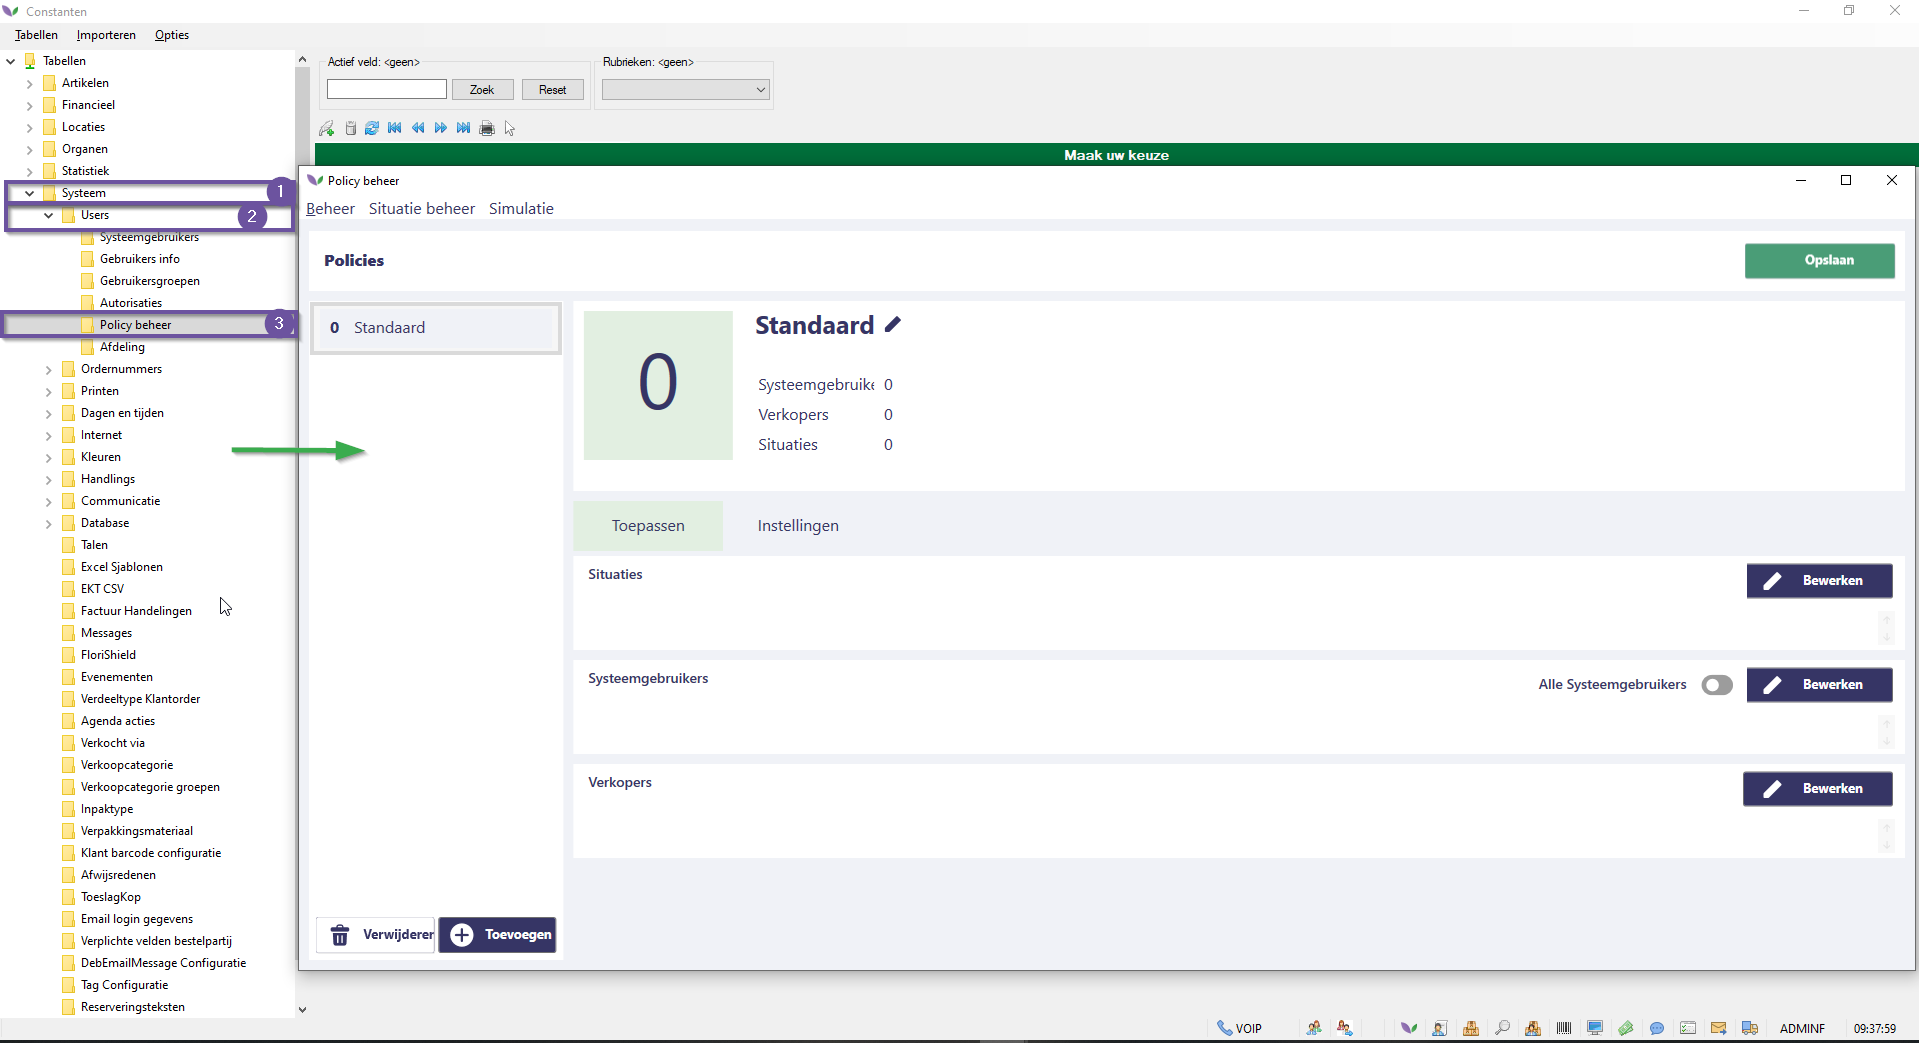 Constanten
Tabellen Importeren Opties
Tabellen
Artikelen
Financieel
Locaties
Organen
Statistiek
Systeem 1
Users 2
Systeemgebruikers
Gebruikers info
Gebruikersgroepen
Autorisaties
Policy beheer 3
Afdeling
Ordernummers
Printen
Dagen en tijden
Internet
Kleuren
Handlings
Communicatie
Database
Talen
Excel Sjablonen
EKT CSV
Factuur Handelingen
Messages
FloriShield
Evenementen
Verdeeltype Klantorder
Agenda acties
Verkocht via
Verkoopcategorie
Verkoopcategorie groepen
Inpaktype
Verpakkingsmateriaal
Klant barcode configuratie
Afwijsredenen
ToeslagKop
Email login gegevens
Verplichte velden bestelpartij
DebEmailMessage Configuratie
Tag Configuratie
Reserveringsteksten
Actief veld: <geen>
Zoek Reset
Rubrieken: <geen>
Maak uw keuze
Policy beheer
Beheer Situatie beheer Simulatie
Policies
Opslaan
0 Standaard
Verwijderer
Toevoegen
0
Standaard
Systeemgebruike 0
Verkopers 0
Situaties 0
Toepassen Instellingen
Situaties
Bewerken
Systeemgebruikers
Alle Systeemgebruikers
Bewerken
Verkopers
Bewerken
VOIP
ADMINF
09:37:59